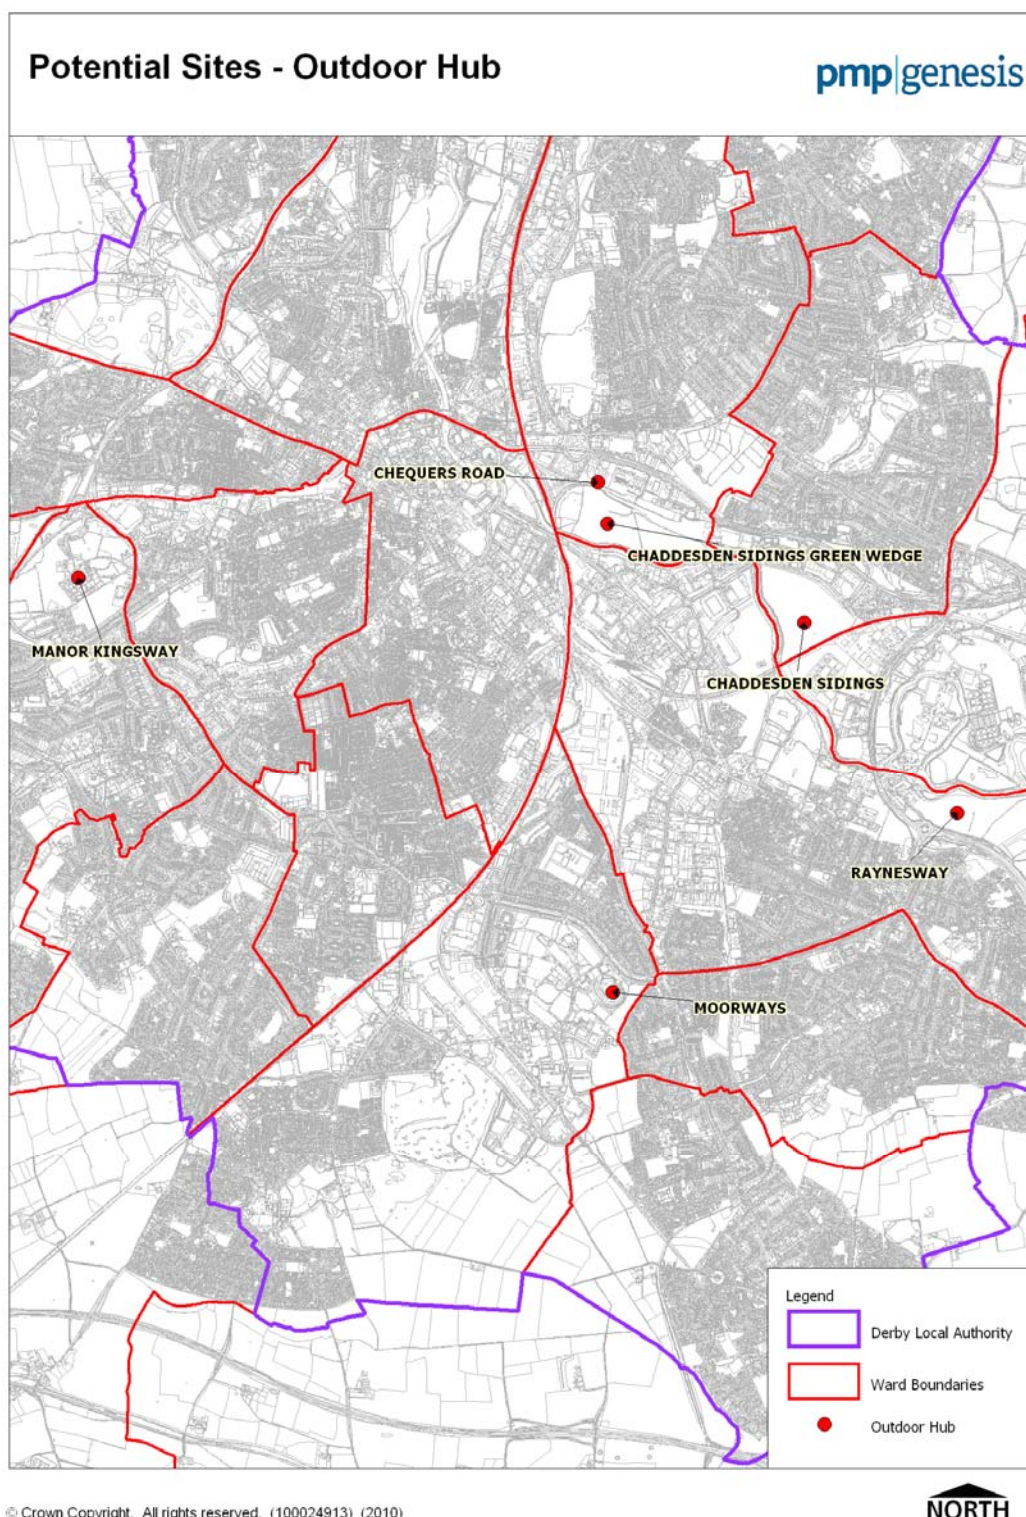 Potential Sites - Outdoor Hub
pmp|genesis
CHEQUERS ROAD
CHADDESDEN SIDINGS GREEN WEDGE
MANOR KINGSWAY
CHADDESDEN SIDINGS
RAYNESWAY
MOORWAYS
Legend
Derby Local Authority
Ward Boundaries
Outdoor Hub
© Crown Copyright. All rights reserved. (100024913) (2010)
NORTH